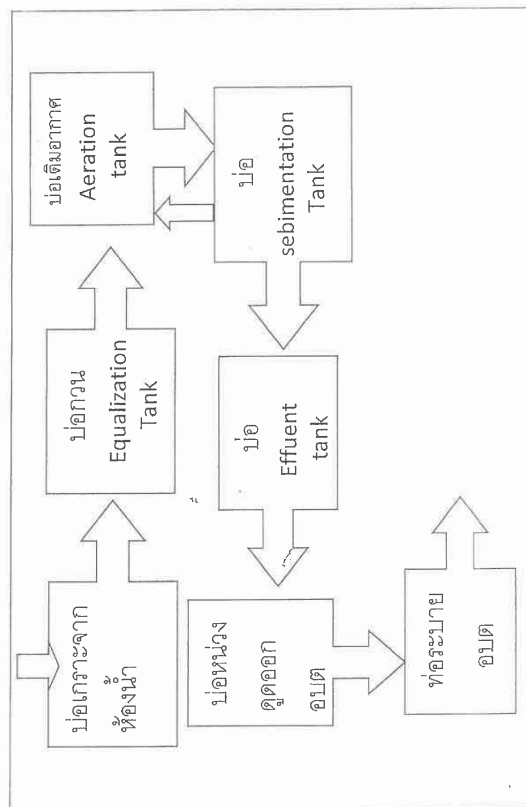 บ่อเกราะจาก
ห้องน้ำ
บ่อกวน
Equalization
Tank
บ่อเติมอากาศ
Aeration
tank
บ่อ
sebimentation
Tank
บ่อ
Effuent
tank
บ่อหน่วง
ดูดออก
อบต
ท่อระบาย
อบต